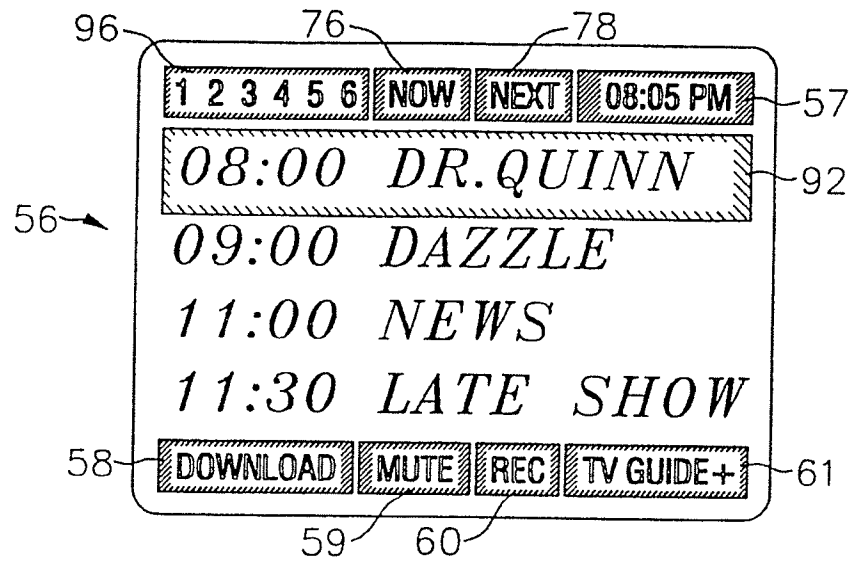 96 76 78
1 2 3 4 5 6 NOW NEXT 08:05 PM 57
08:00 DR.QUINN 92
56
09:00 DAZZLE
11:00 NEWS
11:30 LATE SHOW
58 DOWNLOAD MUTE REC TV GUIDE+ 61
59 60